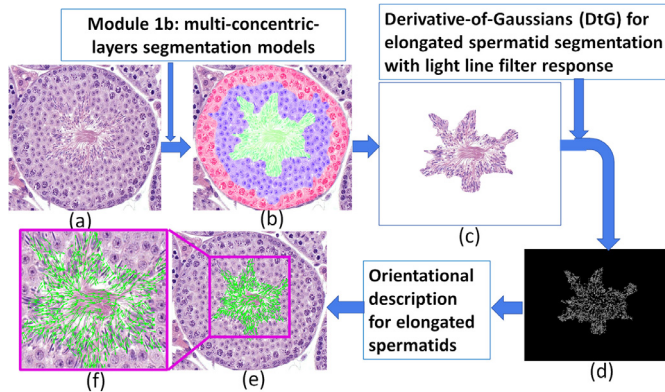 Module 1b: multi-concentric-
layers segmentation models
Derivative-of-Gaussians (DtG) for
elongated spermatid segmentation
with light line filter response
(a)
(b)
(c)
Orientational
description
for elongated
spermatids
(f)
(e)
(d)